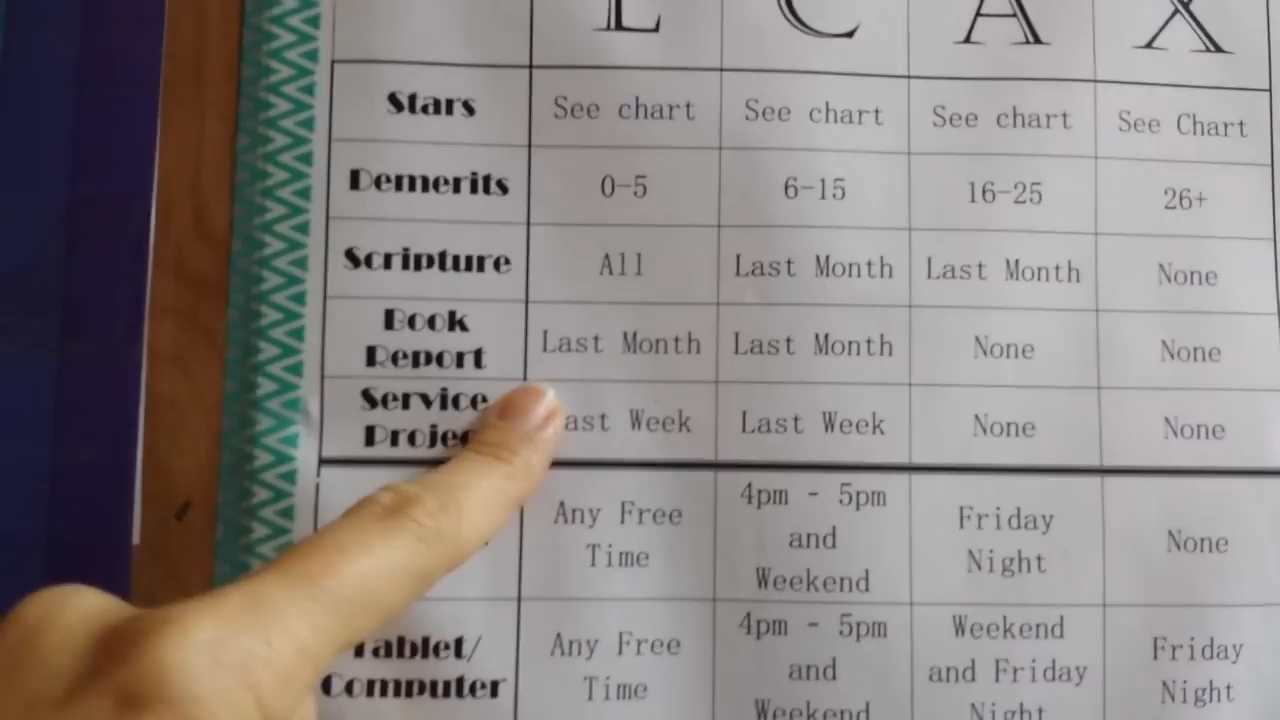 L C A X
Stars See chart See chart See chart See Chart
Demerits 0-5 6-15 16-25 26+
Scripture All Last Month Last Month None
Book Report Last Month Last Month None None
Service Last Week None None
Any Free Time 4pm - 5pm and Weekend Friday Night None
Computer Any Free Time 4pm - 5pm and Weekend Weekend and Friday Night Friday Night